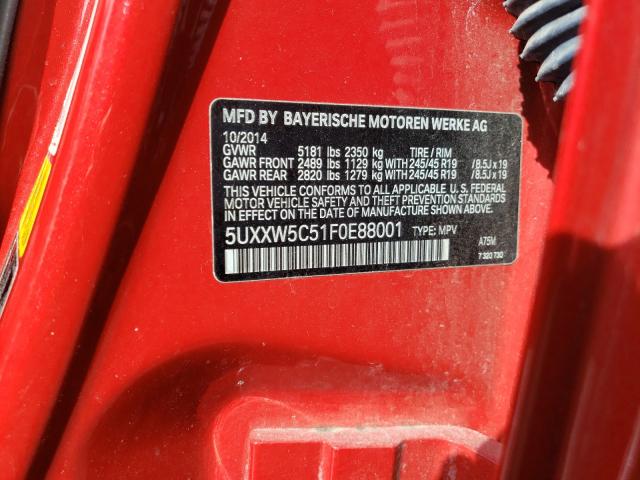 MFD BY BAYERISCHE MOTOREN WERKE AG
10/2014
GVWR 5181 lbs 2350 kg TIRE / RIM
GAWR FRONT 2489 lbs 1129 kg WITH 245/45 R19 / 8.5J x 19
GAWR REAR 2820 lbs 1279 kg WITH 245/45 R19 / 8.5J x 19
THIS VEHICLE CONFORMS TO ALL APPLICABLE U. S. FEDERAL
MOTOR VEHICLE SAFETY AND THEFT PREVENTION
STANDARDS IN EFFECT ON THE DATE OF MANUFACTURE
SHOWN ABOVE.
5UXXW5C51F0E88001 TYPE: MPV
A75M
7 320 730